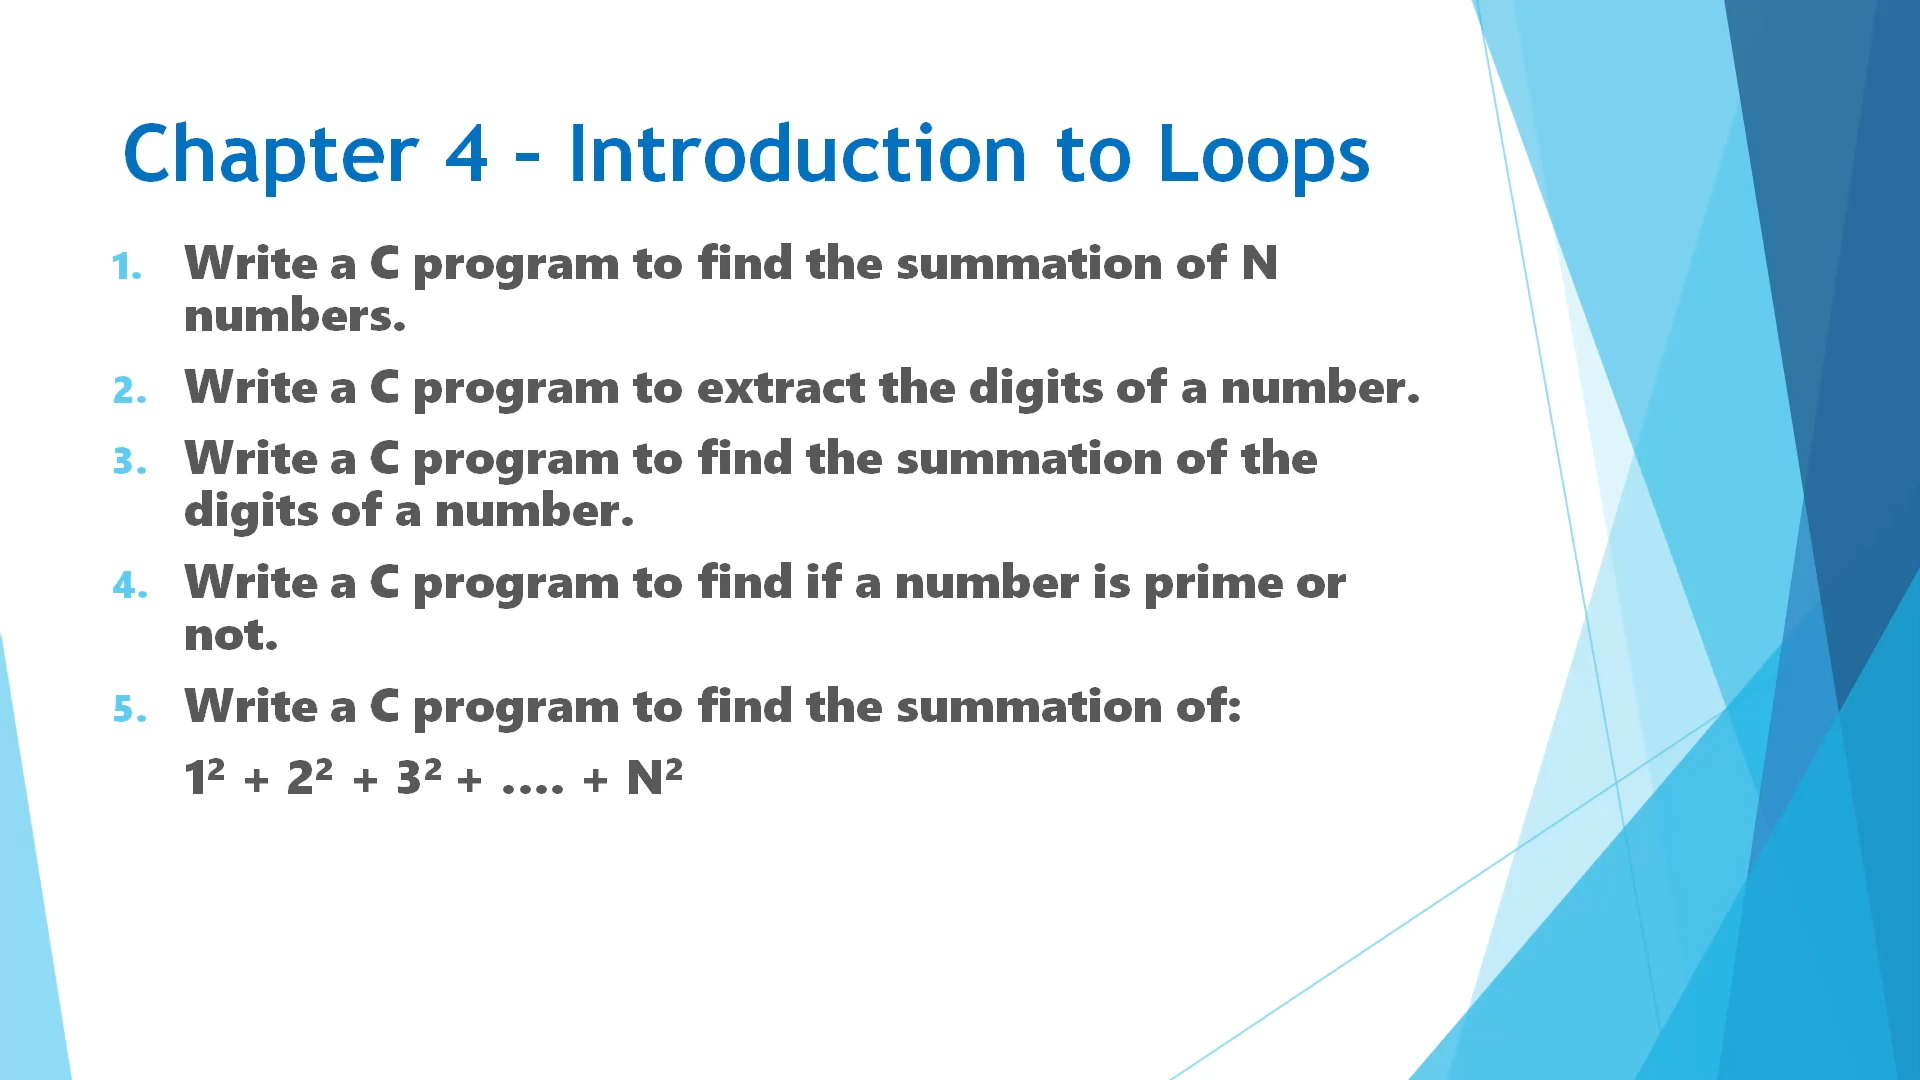 Chapter 4 – Introduction to Loops
1. Write a C program to find the summation of N
numbers.
2. Write a C program to extract the digits of a number.
3. Write a C program to find the summation of the
digits of a number.
4. Write a C program to find if a number is prime or
not.
5. Write a C program to find the summation of:
1² + 2² + 3² + .... + N²